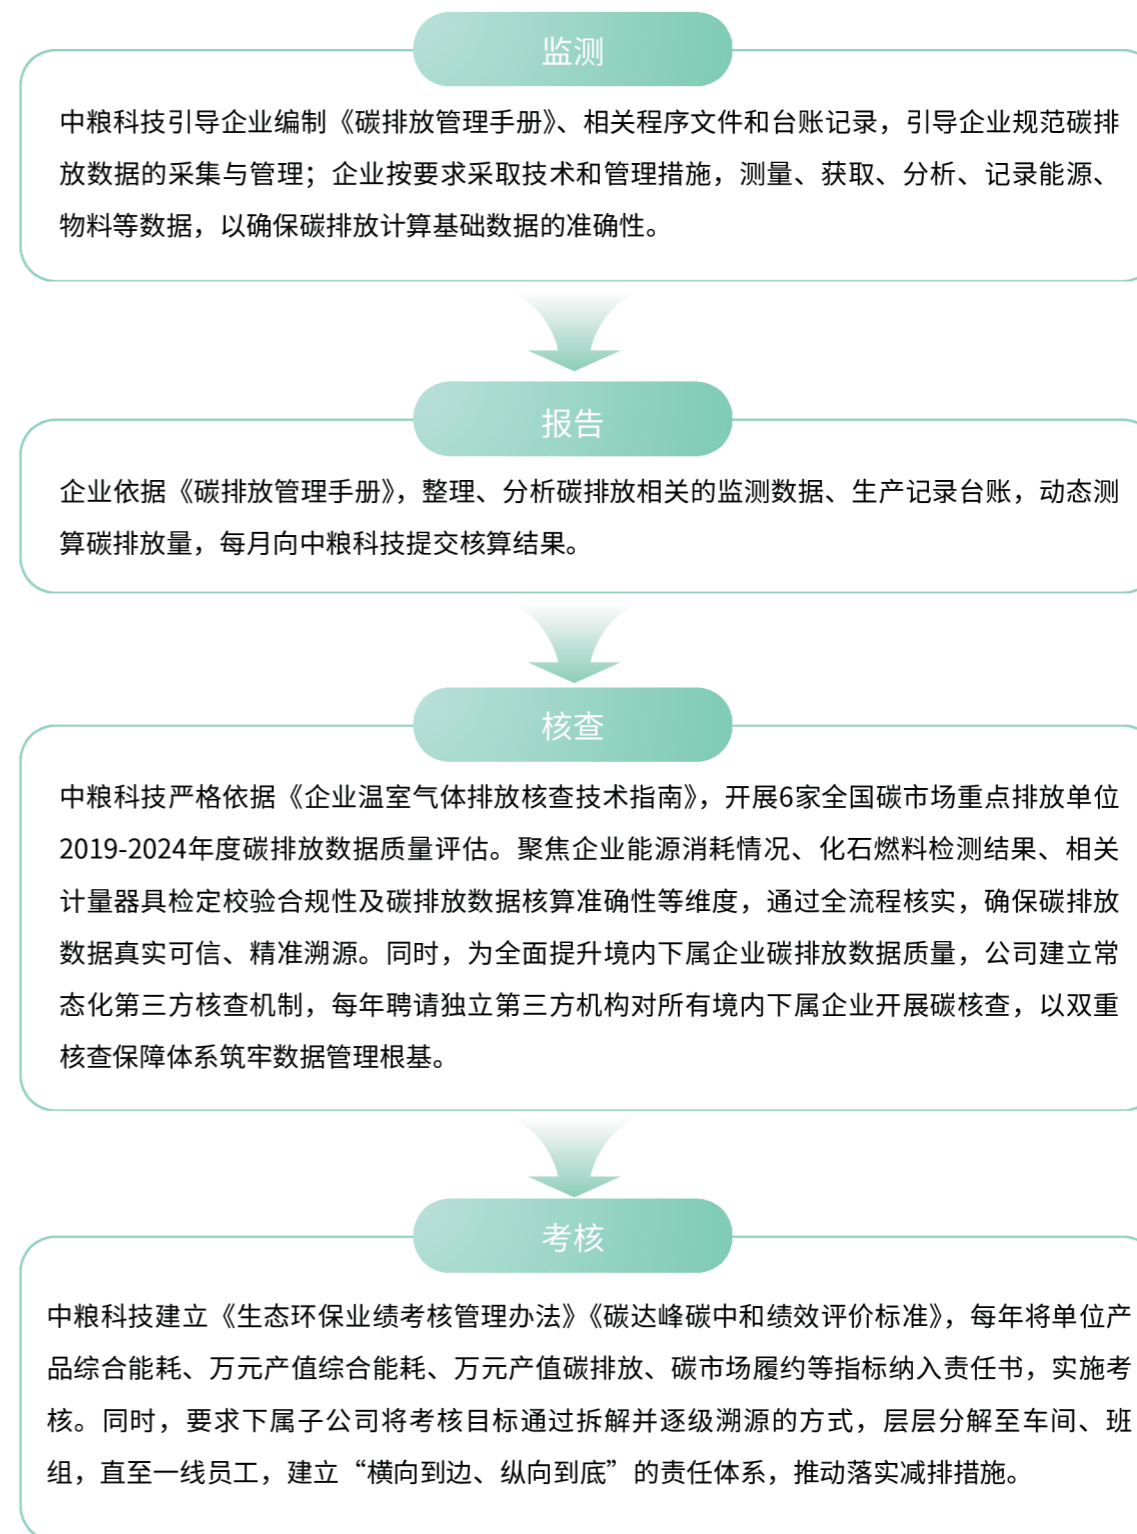 监测
中粮科技引导企业编制《碳排放管理手册》、相关程序文件和台账记录，引导企业规范碳排
放数据的采集与管理；企业按要求采取技术和管理措施，测量、获取、分析、记录能源、
物料等数据，以确保碳排放计算基础数据的准确性。
报告
企业依据《碳排放管理手册》，整理、分析碳排放相关的监测数据、生产记录台账，动态测
算碳排放量，每月向中粮科技提交核算结果。
核查
中粮科技严格依据《企业温室气体排放核查技术指南》，开展6家全国碳市场重点排放单位
2019-2024年度碳排放数据质量评估。聚焦企业能源消耗情况、化石燃料检测结果、相关
计量器具检定校验合规性及碳排放数据核算准确性等维度，通过全流程核实，确保碳排放
数据真实可信、精准溯源。同时，为全面提升境内下属企业碳排放数据质量，公司建立常
态化第三方核查机制，每年聘请独立第三方机构对所有境内下属企业开展碳核查，以双重
核查保障体系筑牢数据管理根基。
考核
中粮科技建立《生态环保业绩考核管理办法》《碳达峰碳中和绩效评价标准》，每年将单位产
品综合能耗、万元产值综合能耗、万元产值碳排放、碳市场履约等指标纳入责任书，实施考
核。同时，要求下属子公司将考核目标通过拆解并逐级溯源的方式，层层分解至车间、班
组，直至一线员工，建立“横向到边、纵向到底”的责任体系，推动落实减排措施。